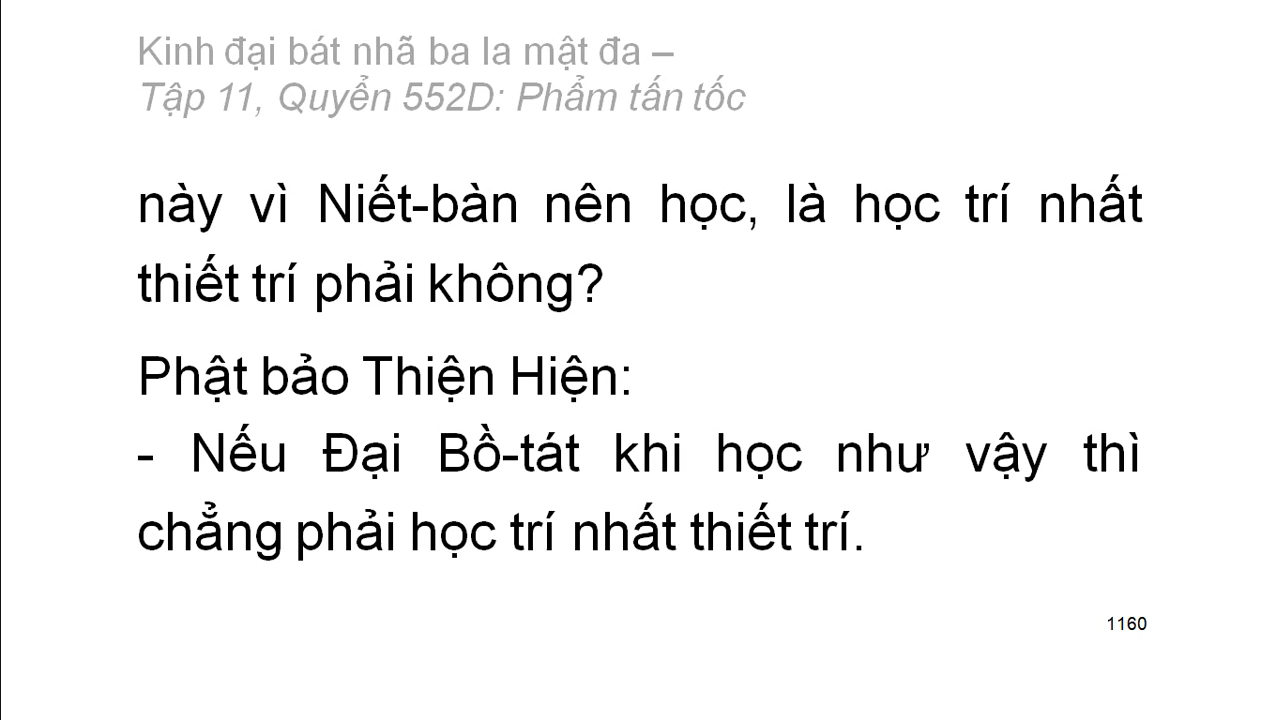 Kinh đại bát nhã ba la mật đa –
Tập 11, Quyển 552D: Phẩm tấn tốc
này vì Niết-bàn nên học, là học trí nhất
thiết trí phải không?
Phật bảo Thiện Hiện:
- Nếu Đại Bồ-tát khi học như vậy thì
chẳng phải học trí nhất thiết trí.
1160